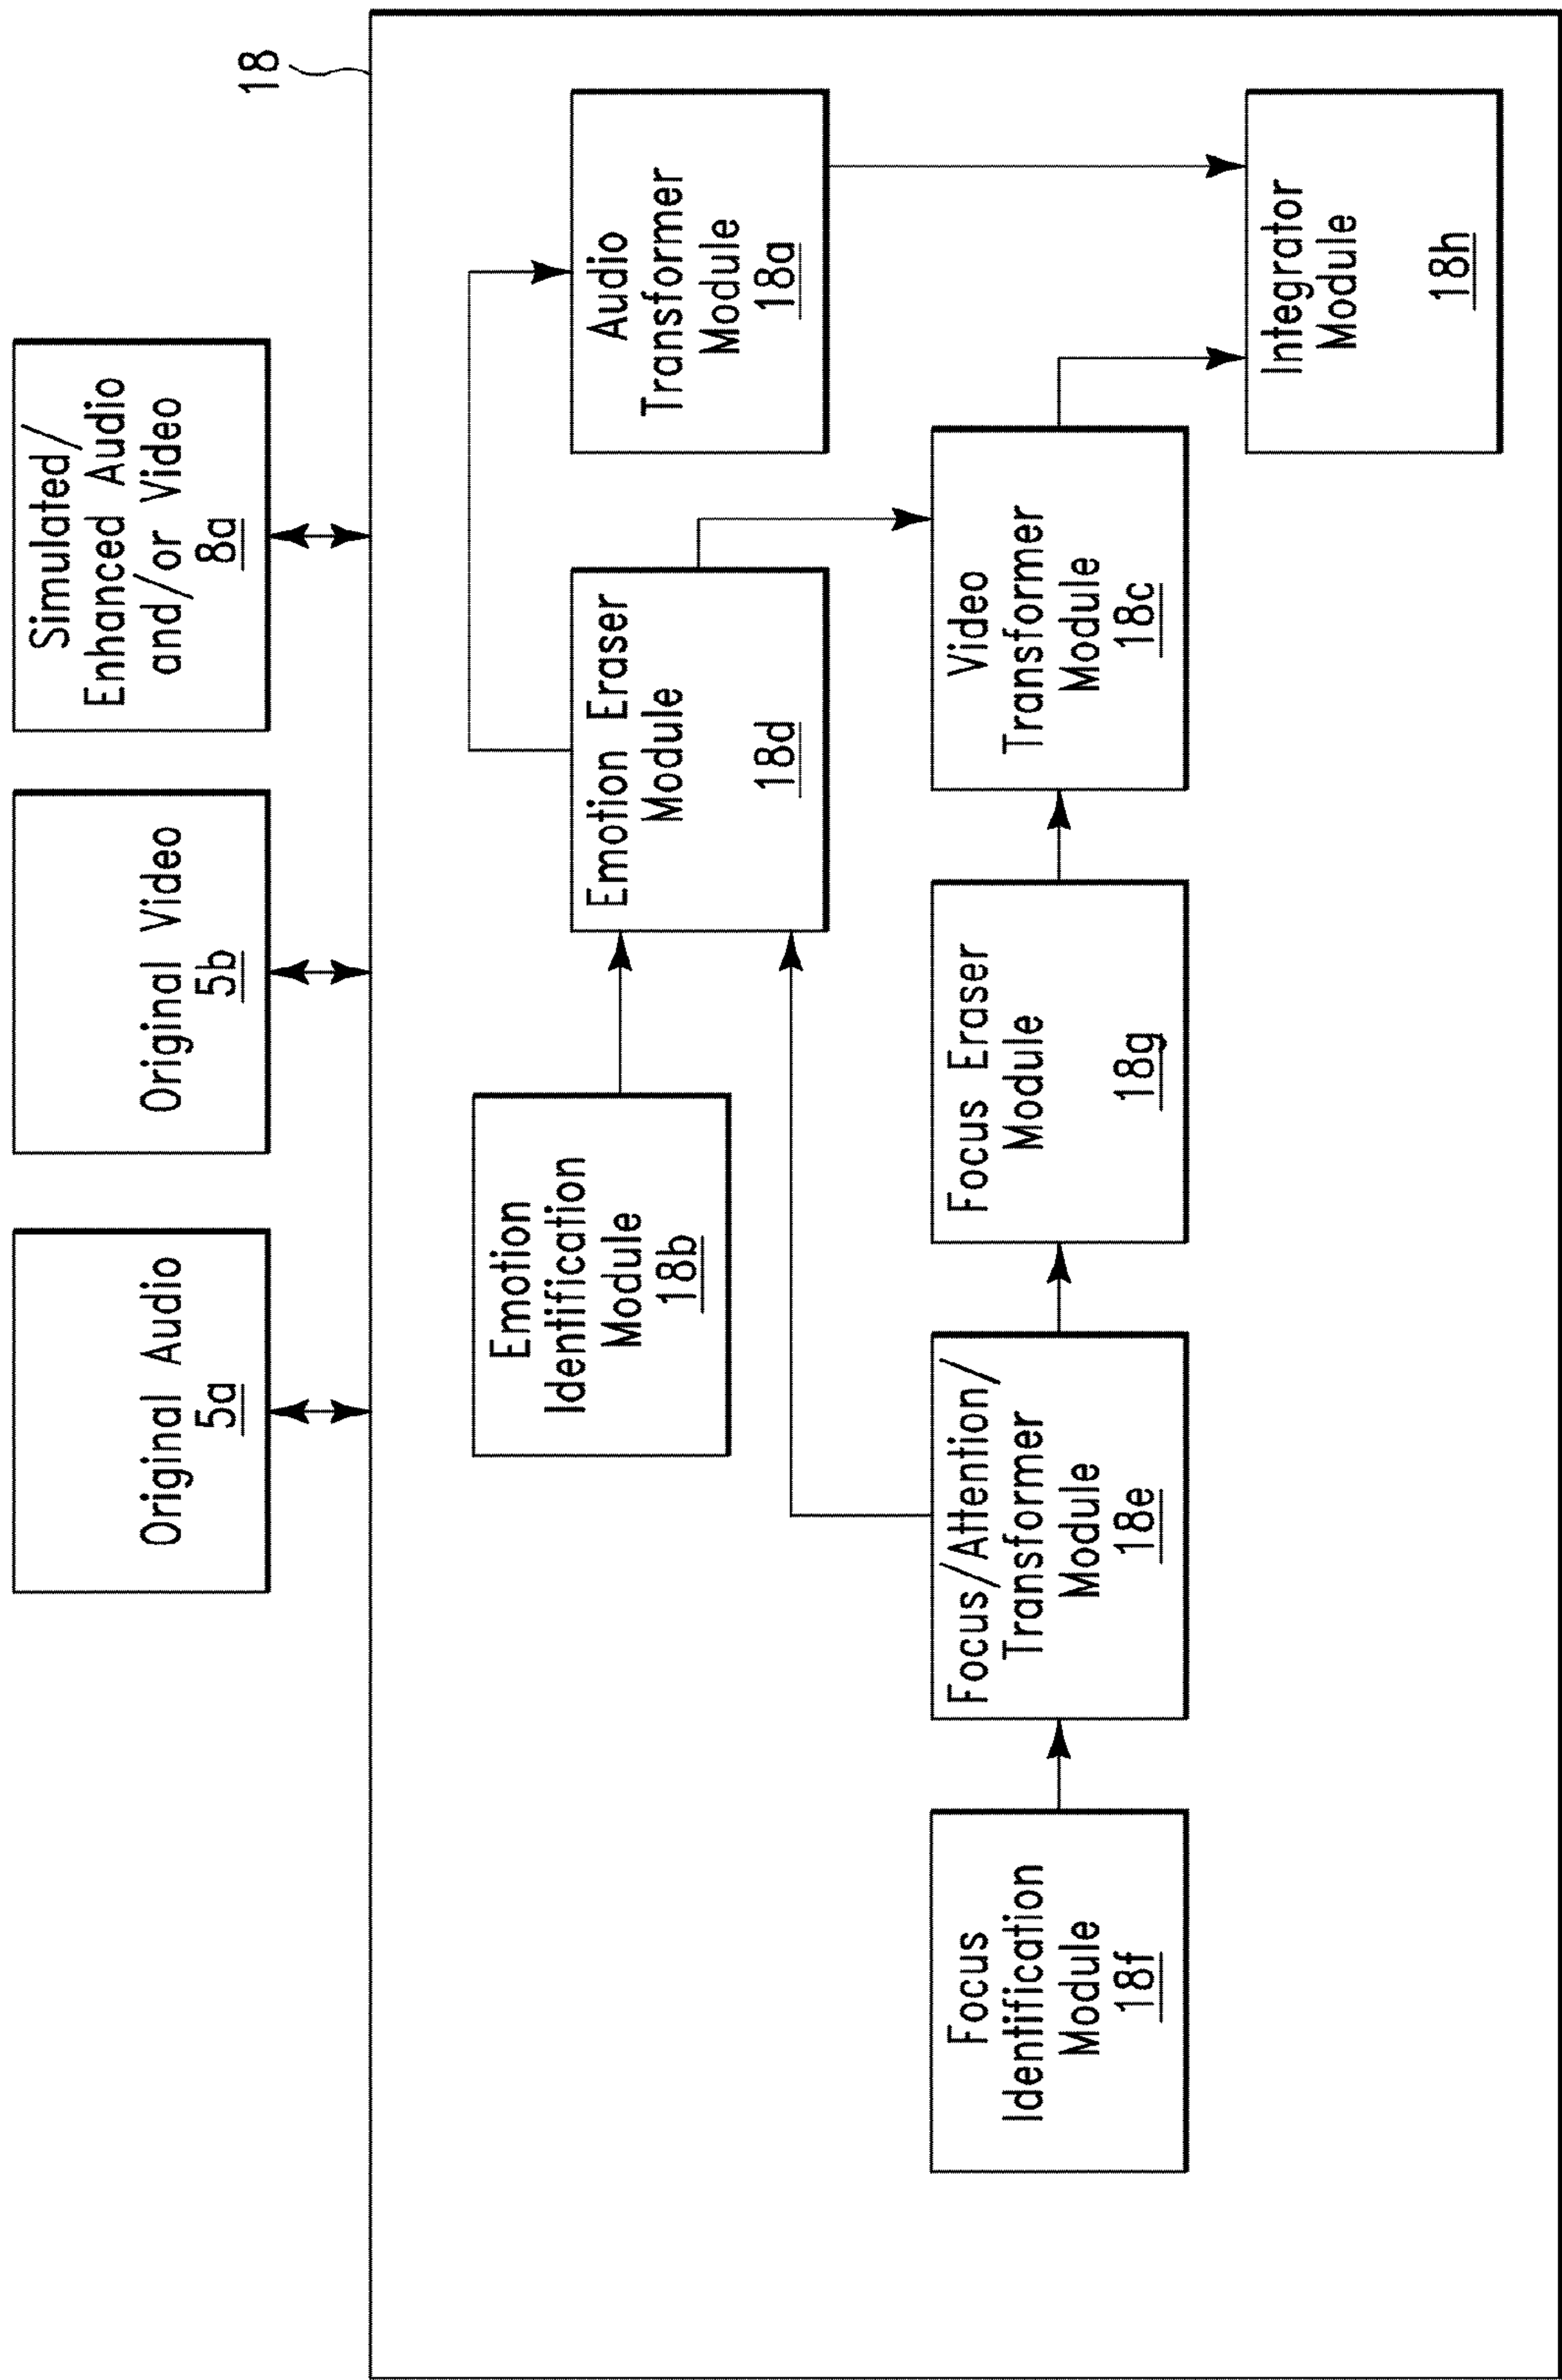 Original Audio
5a
Original Video
5b
Simulated/
Enhanced Audio
and/or Video
8a
18
Emotion
Identification
Module
18b
Emotion Eraser
Module
18d
Audio
Transformer
Module
18a
Focus
Identification
Module
18f
Focus/Attention/
Transformer
Module
18e
Focus Eraser
Module
18g
Video
Transformer
Module
18c
Integrator
Module
18h